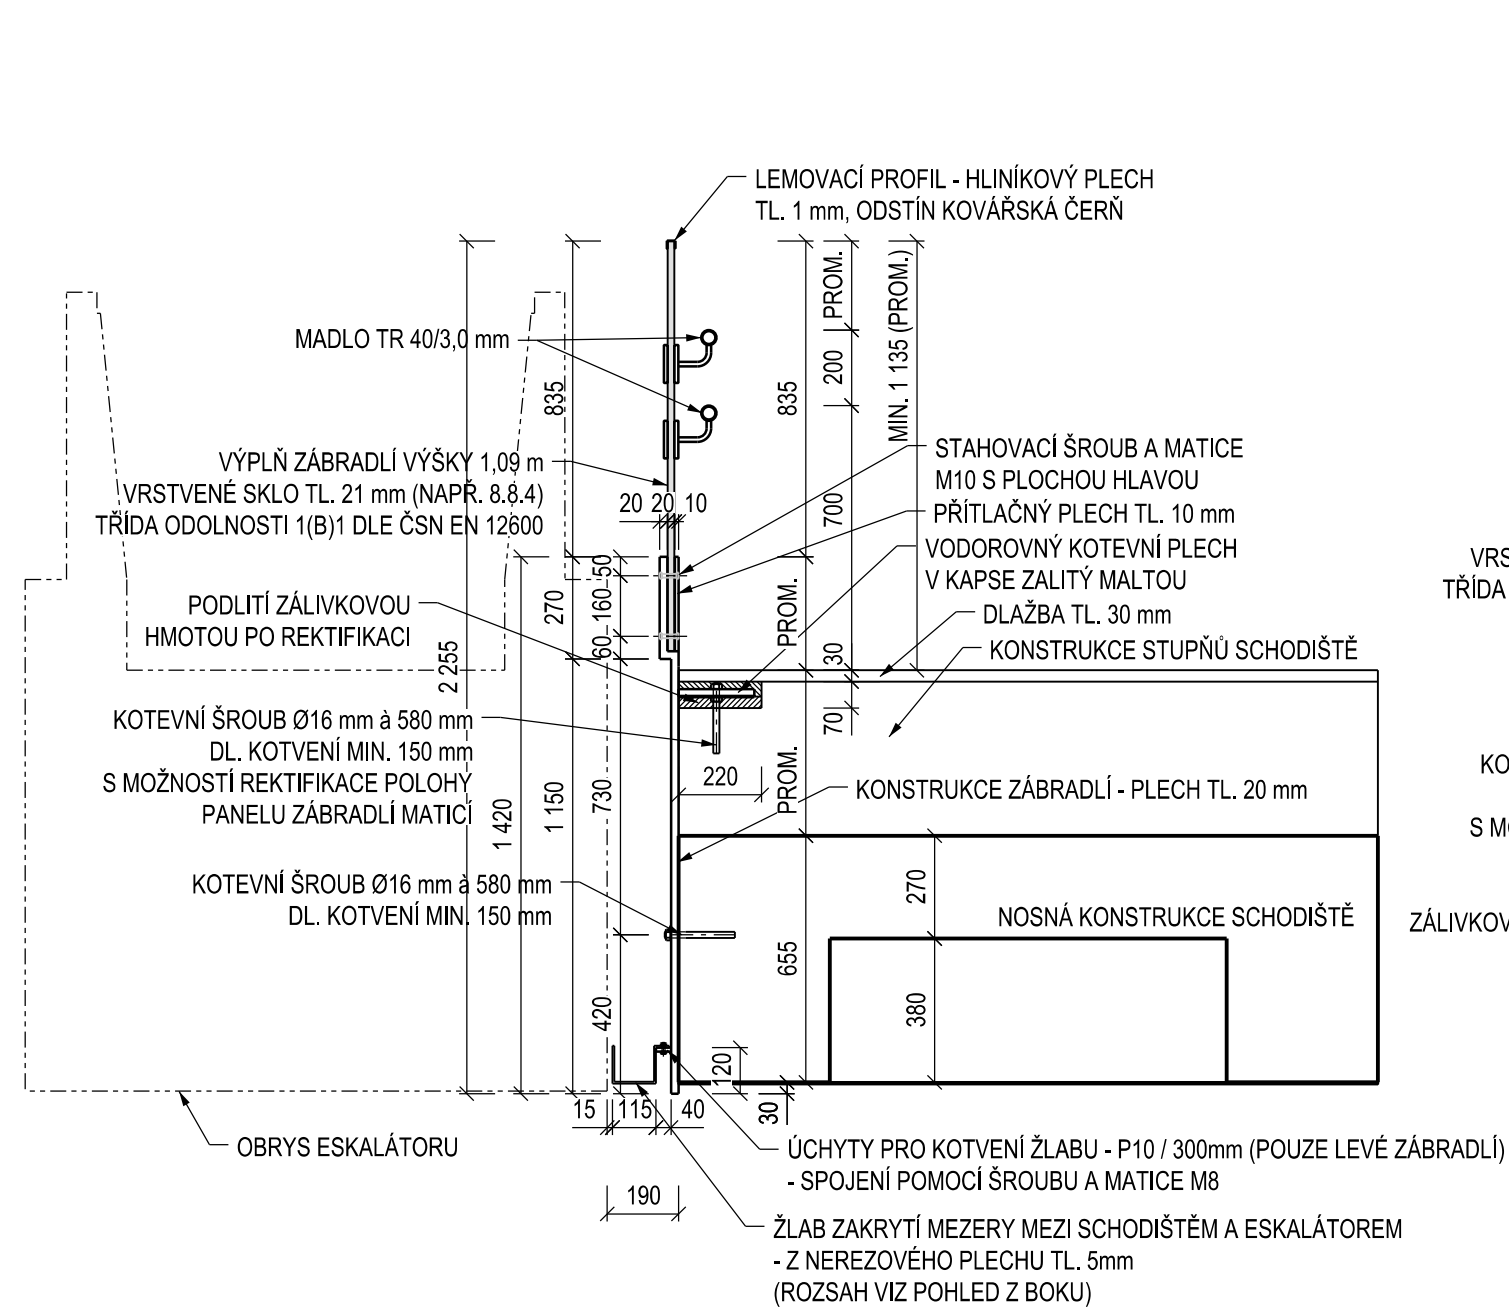 LEMOVACÍ PROFIL - HLINÍKOVÝ PLECH
TL. 1 mm, ODSTÍN KOVÁŘSKÁ ČERŇ
MADLO TR 40/3,0 mm
VÝPLŇ ZÁBRADLÍ VÝŠKY 1,09 m
VRSTVENÉ SKLO TL. 21 mm (NAPŘ. 8.8.4)
TŘÍDA ODOLNOSTI 1(B)1 DLE ČSN EN 12600
PODLITÍ ZÁLIVKOVOU
HMOTOU PO REKTIFIKACI
KOTEVNÍ ŠROUB Ø16 mm à 580 mm
DL. KOTVENÍ MIN. 150 mm
S MOŽNOSTÍ REKTIFIKACE POLOHY
PANELU ZÁBRADLÍ MATICÍ
KOTEVNÍ ŠROUB Ø16 mm à 580 mm
DL. KOTVENÍ MIN. 150 mm
OBRYS ESKALÁTORU
2 255
1 420
835
270
1 150
50
160
60
730
420
20 20 10
835
PROM.
PROM.
655
PROM.
200
700
30
70
MIN. 1 135 (PROM.)
220
270
380
120
30
15 115 40
190
STAHOVACÍ ŠROUB A MATICE
M10 S PLOCHOU HLAVOU
PŘÍTLAČNÝ PLECH TL. 10 mm
VODOROVNÝ KOTEVNÍ PLECH
V KAPSE ZALITÝ MALTOU
DLAŽBA TL. 30 mm
KONSTRUKCE STUPŇŮ SCHODIŠTĚ
KONSTRUKCE ZÁBRADLÍ - PLECH TL. 20 mm
NOSNÁ KONSTRUKCE SCHODIŠTĚ
ÚCHYTY PRO KOTVENÍ ŽLABU - P10 / 300mm (POUZE LEVÉ ZÁBRADLÍ)
- SPOJENÍ POMOCÍ ŠROUBU A MATICE M8
ŽLAB ZAKRYTÍ MEZERY MEZI SCHODIŠTĚM A ESKALÁTOREM
- Z NEREZOVÉHO PLECHU TL. 5mm
(ROZSAH VIZ POHLED Z BOKU)
VRS
TŘÍDA
KO
S M
ZÁLIVKOV